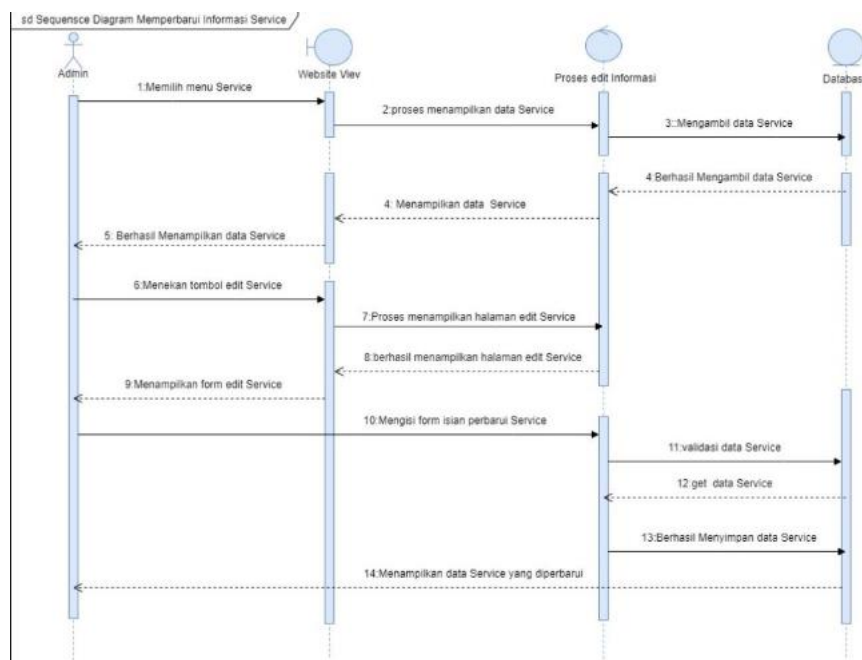 sd Sequensce Diagram Memperbarui Informasi Service
Admin
Website Viev
Proses edit Informasi
Databas
1:Memilih menu Service
2:proses menampilkan data Service
3::Mengambil data Service
4:Berhasil Mengambil data Service
4: Menampilkan data Service
5: Berhasil Menampilkan data Service
6:Menekan tombol edit Service
7:Proses menampilkan halaman edit Service
8:berhasil menampilkan halaman edit Service
9:Menampilkan form edit Service
10:Mengisi form isian perbarui Service
11:validasi data Service
12:get data Service
13:Berhasil Menyimpan data Service
14:Menampilkan data Service yang diperbarui